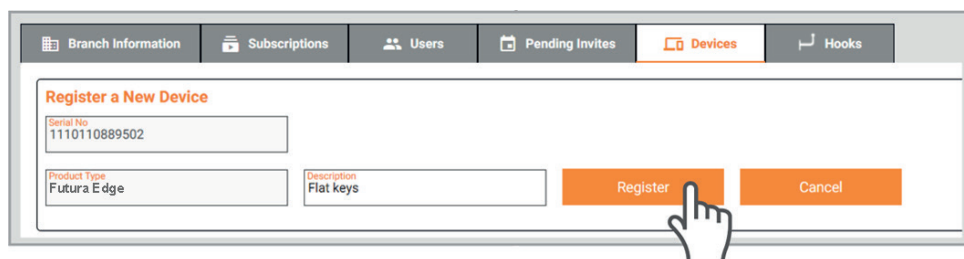 Branch Information Subscriptions Users Pending Invites Devices Hooks
Register a New Device
Serial No
1110110889502
Product Type Description
Futura Edge Flat keys Register Cancel